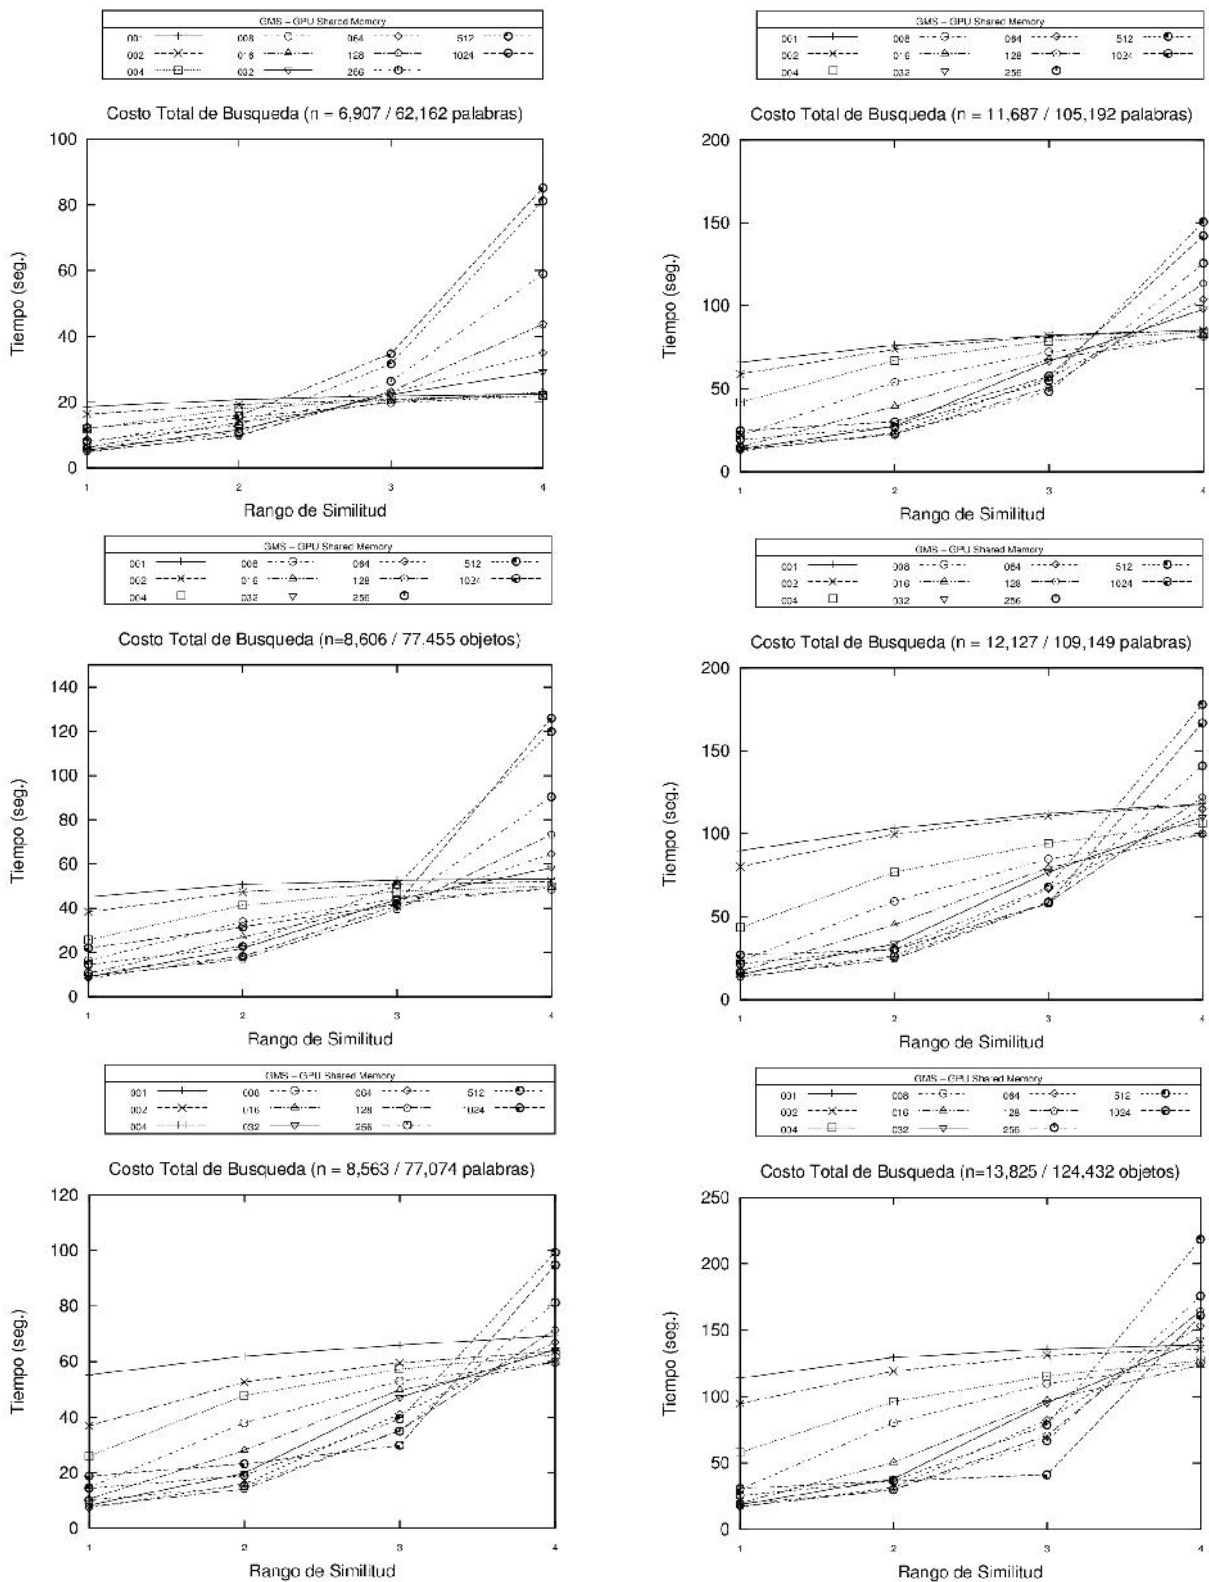 GMS – GPU Shared Memory
001 008 064 512
002 016 128 1024
004 032 256
Costo Total de Busqueda (n = 6,907 / 62,162 palabras)
100
80
60
40
20
0
Tiempo (seg.)
1 2 3 4
Rango de Similitud
GMS – GPU Shared Memory
001 008 064 512
002 016 128 1024
004 032 256
Costo Total de Busqueda (n = 11,687 / 105,192 palabras)
200
150
100
50
0
Tiempo (seg.)
1 2 3 4
Rango de Similitud
GMS – GPU Shared Memory
001 008 064 512
002 016 128 1024
004 032 256
Costo Total de Busqueda (n=8,606 / 77,455 objetos)
140
120
100
80
60
40
20
0
Tiempo (seg.)
1 2 3 4
Rango de Similitud
GMS – GPU Shared Memory
001 008 064 512
002 016 128 1024
004 032 256
Costo Total de Busqueda (n = 12,127 / 109,149 palabras)
200
150
100
50
0
Tiempo (seg.)
1 2 3 4
Rango de Similitud
GMS – GPU Shared Memory
001 008 064 512
002 016 128 1024
004 032 256
Costo Total de Busqueda (n = 8,563 / 77,074 palabras)
120
100
80
60
40
20
0
Tiempo (seg.)
1 2 3 4
Rango de Similitud
GMS – GPU Shared Memory
001 008 064 512
002 016 128 1024
004 032 256
Costo Total de Busqueda (n=13,825 / 124,432 objetos)
250
200
150
100
50
0
Tiempo (seg.)
1 2 3 4
Rango de Similitud